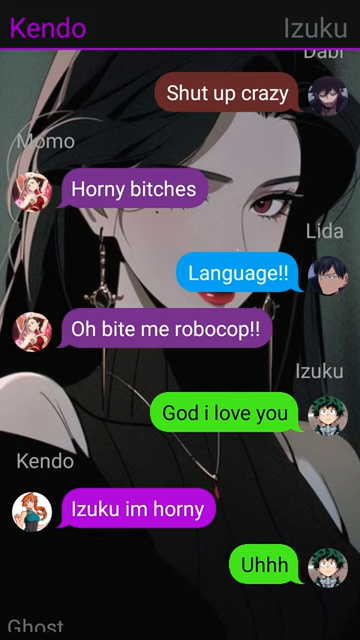 Kendo
Izuku
Dabi
Shut up crazy
Momo
Horny bitches
Lida
Language!!
Oh bite me robocop!!
Izuku
God i love you
Kendo
Izuku im horny
Uhhh
Ghost